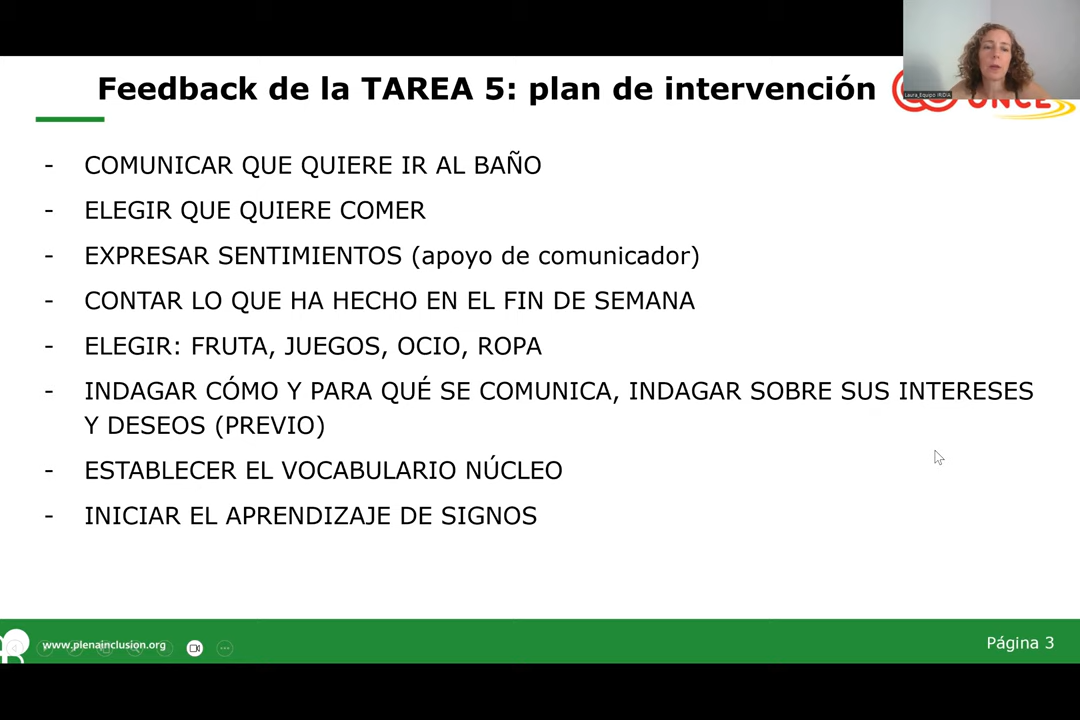 Feedback de la TAREA 5: plan de intervención
Laura_Equipo IRIDIA
ONCE
- COMUNICAR QUE QUIERE IR AL BAÑO
- ELEGIR QUE QUIERE COMER
- EXPRESAR SENTIMIENTOS (apoyo de comunicador)
- CONTAR LO QUE HA HECHO EN EL FIN DE SEMANA
- ELEGIR: FRUTA, JUEGOS, OCIO, ROPA
- INDAGAR CÓMO Y PARA QUÉ SE COMUNICA, INDAGAR SOBRE SUS INTERESES
Y DESEOS (PREVIO)
- ESTABLECER EL VOCABULARIO NÚCLEO
- INICIAR EL APRENDIZAJE DE SIGNOS
www.plenainclusion.org
Página 3